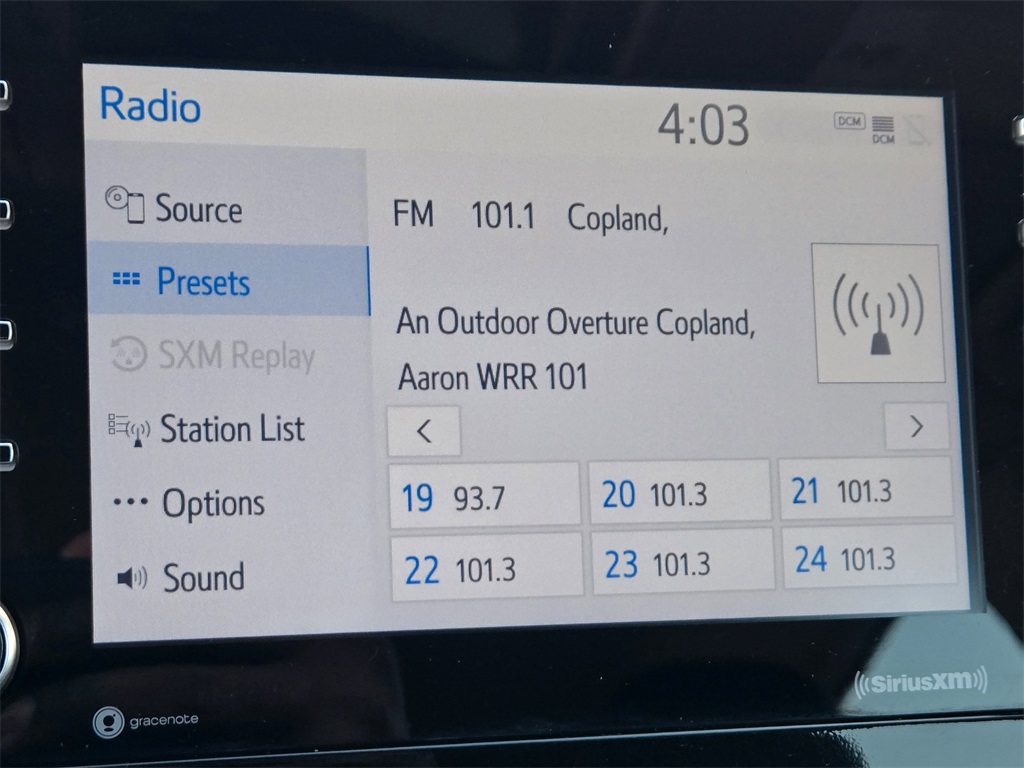 Radio
4:03
DCM
DCM
Source
FM 101.1 Copland,
Presets
An Outdoor Overture Copland,
SXM Replay
Aaron WRR 101
Station List
<
>
19 93.7
20 101.3
21 101.3
Options
22 101.3
23 101.3
24 101.3
Sound
SiriusXM
gracenote